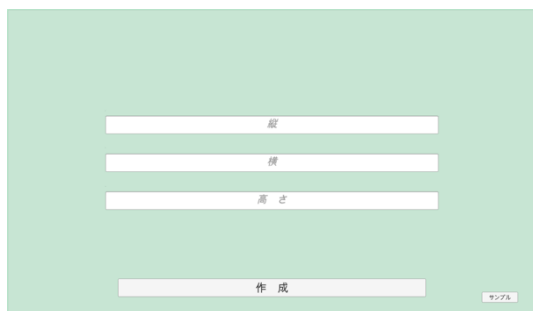 縦
横
高　さ
作　成
サンプル